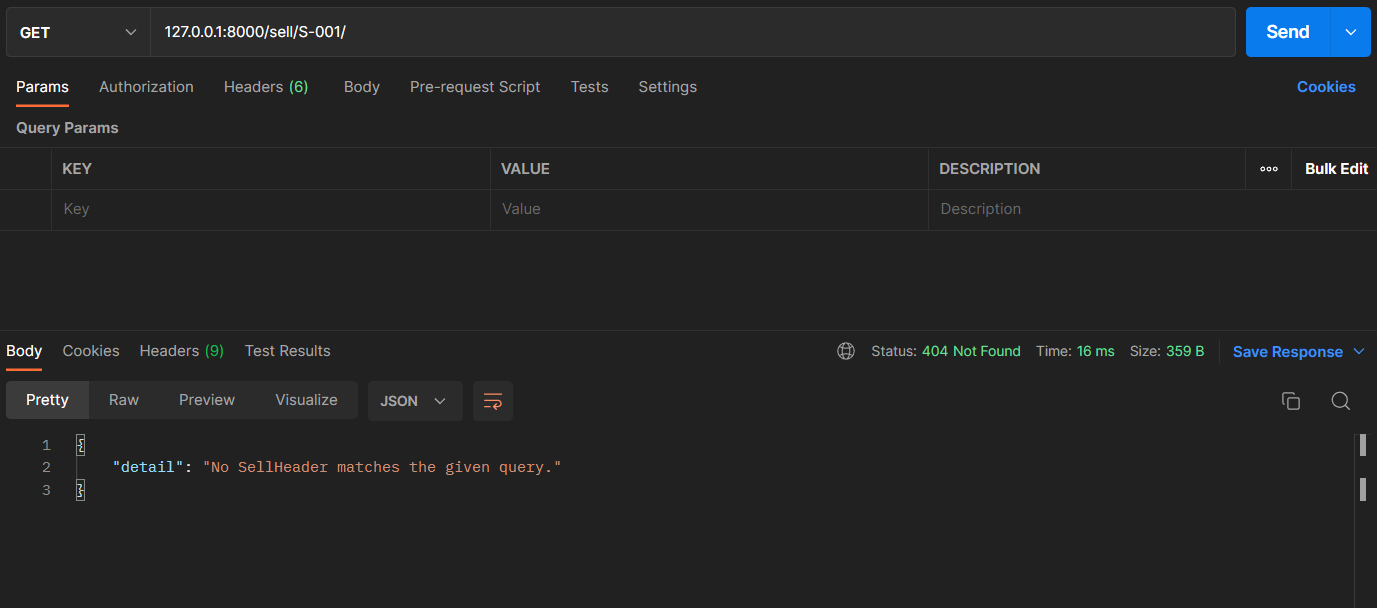 GET 127.0.0.1:8000/sell/S-001/ Send
Params Authorization Headers (6) Body Pre-request Script Tests Settings Cookies
Query Params
KEY VALUE DESCRIPTION ooo Bulk Edit
Key Value Description
Body Cookies Headers (9) Test Results Status: 404 Not Found Time: 16 ms Size: 359 B Save Response
Pretty Raw Preview Visualize JSON
1 {
2 "detail": "No SellHeader matches the given query."
3 }